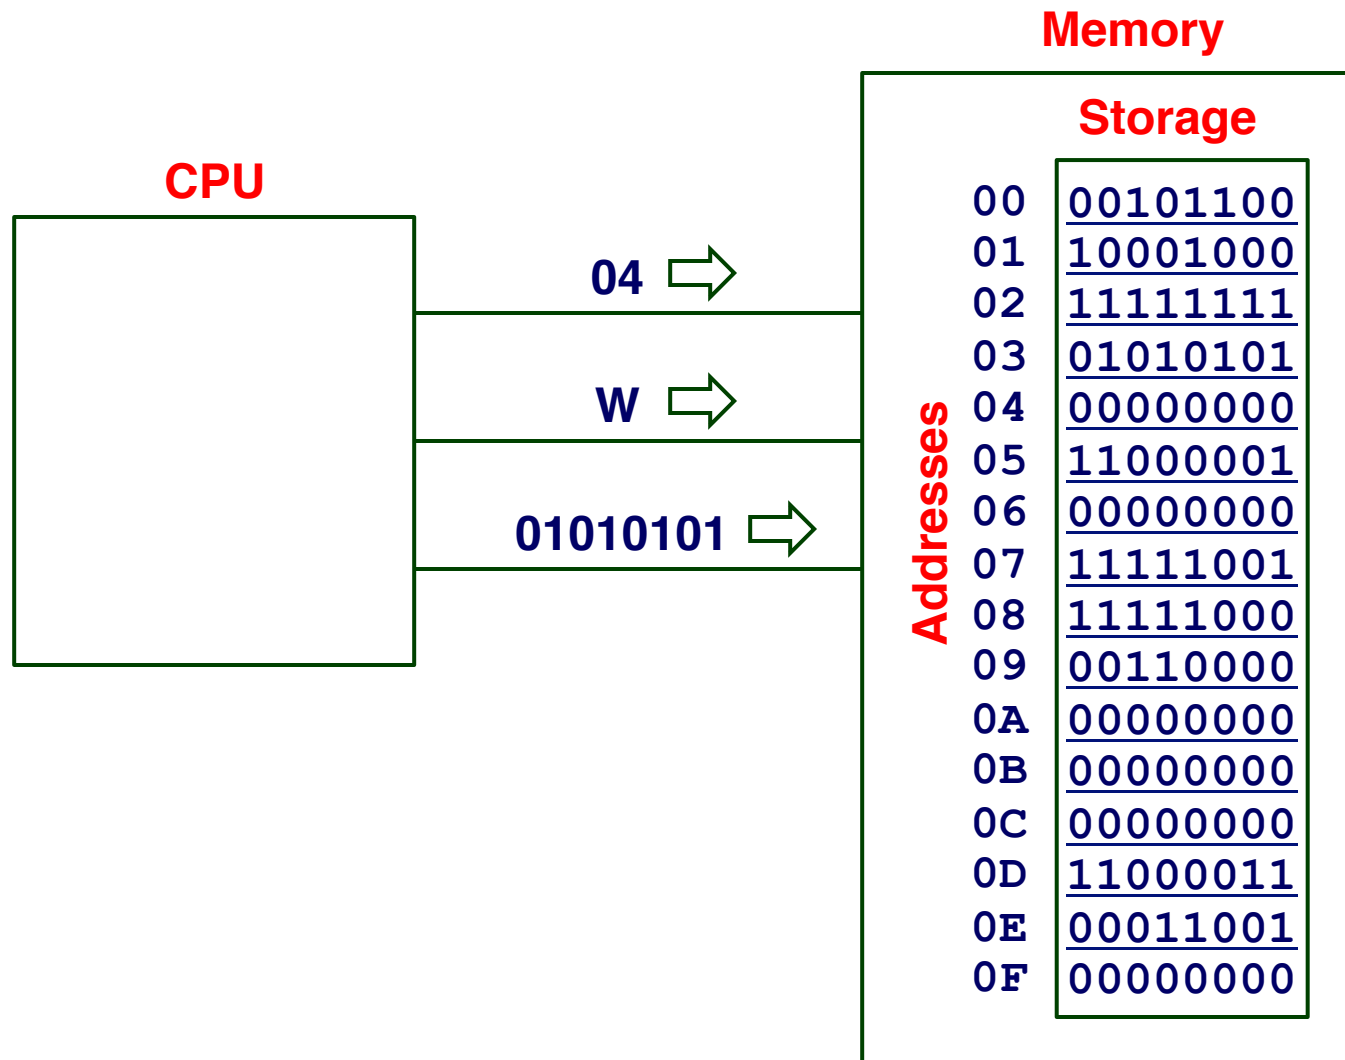 Memory
Storage
CPU
04
W
01010101
Addresses
00 00101100
01 10001000
02 11111111
03 01010101
04 00000000
05 11000001
06 00000000
07 11111001
08 11111000
09 00110000
0A 00000000
0B 00000000
0C 00000000
0D 11000011
0E 00011001
0F 00000000